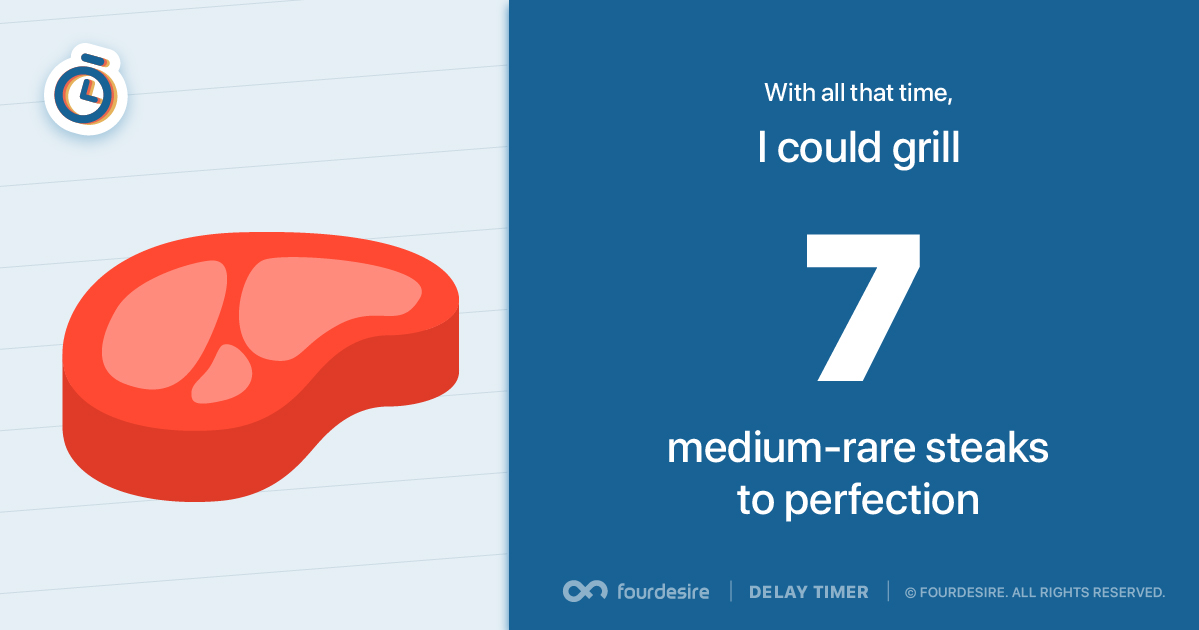 With all that time,
I could grill
7
medium-rare steaks
to perfection
fourdesire | DELAY TIMER | © FOURDESIRE. ALL RIGHTS RESERVED.